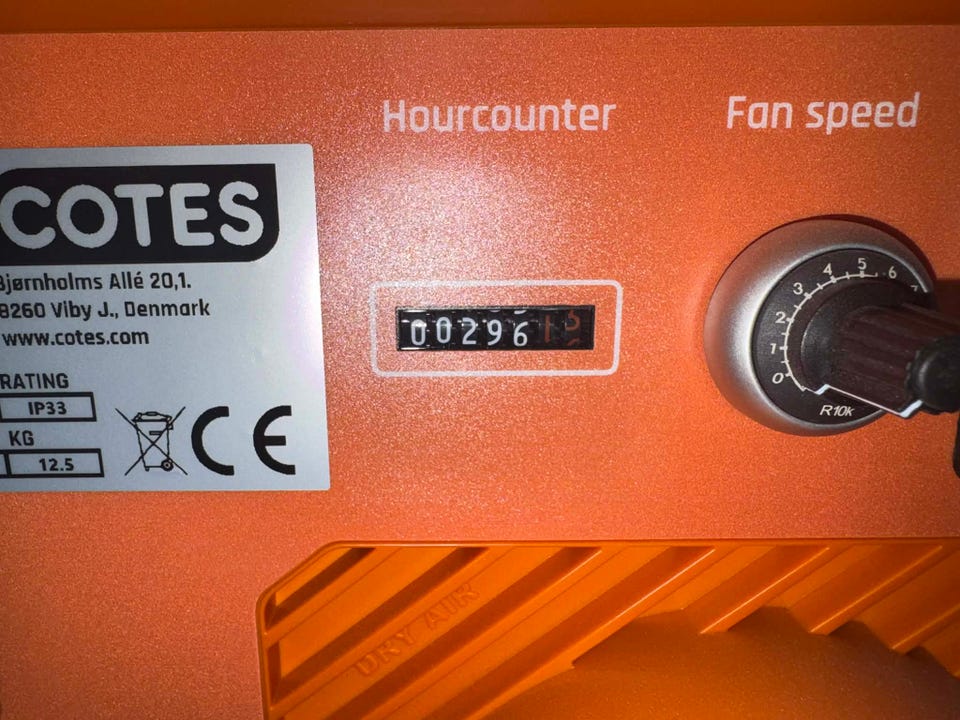 Hourcounter
Fan speed
COTES
Bjørnholms Allé 20,1.
8260 Viby J., Denmark
www.cotes.com
RATING
IP33
KG
12.5
CE
00296
0 1 2 3 4 5 6
R10k
DRY AIR